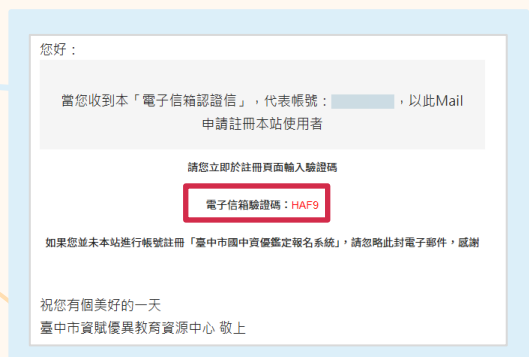 您好：
當您收到本「電子信箱認證信」，代表帳號：，以此Mail
申請註冊本站使用者
請您立即於註冊頁面輸入驗證碼
電子信箱驗證碼：HAF9
如果您並未本站進行帳號註冊「臺中市國中資優鑑定報名系統」，請忽略此封電子郵件，感謝
祝您有個美好的一天
臺中市資賦優異教育資源中心 敬上